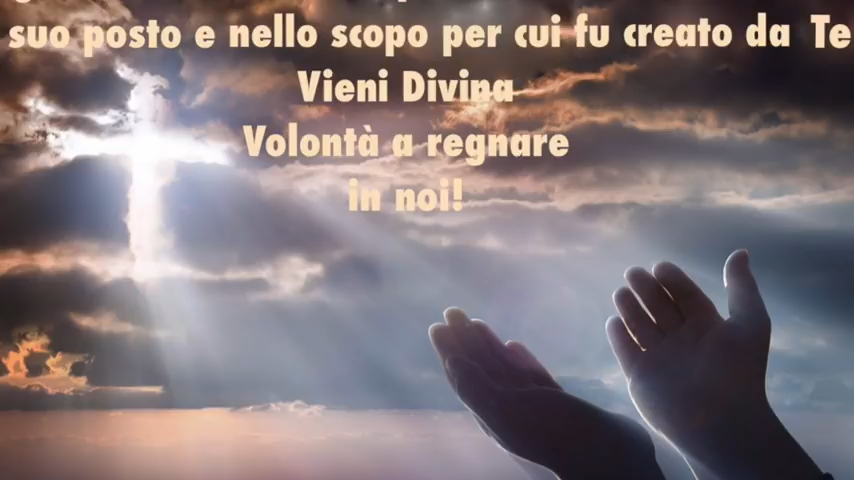 suo posto e nello scopo per cui fu creato da Te
Vieni Divina
Volontà a regnare
in noi!